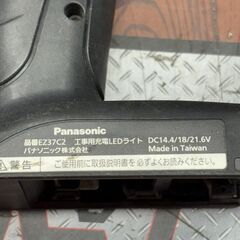 Panasonic
品番EZ37C2 工事用充電LEDライト DC14.4/18/21.6V
パナソニック株式会社 Made in Taiwan
⚠警告 ご使用前に取扱説明書を必ずよくお読みください。